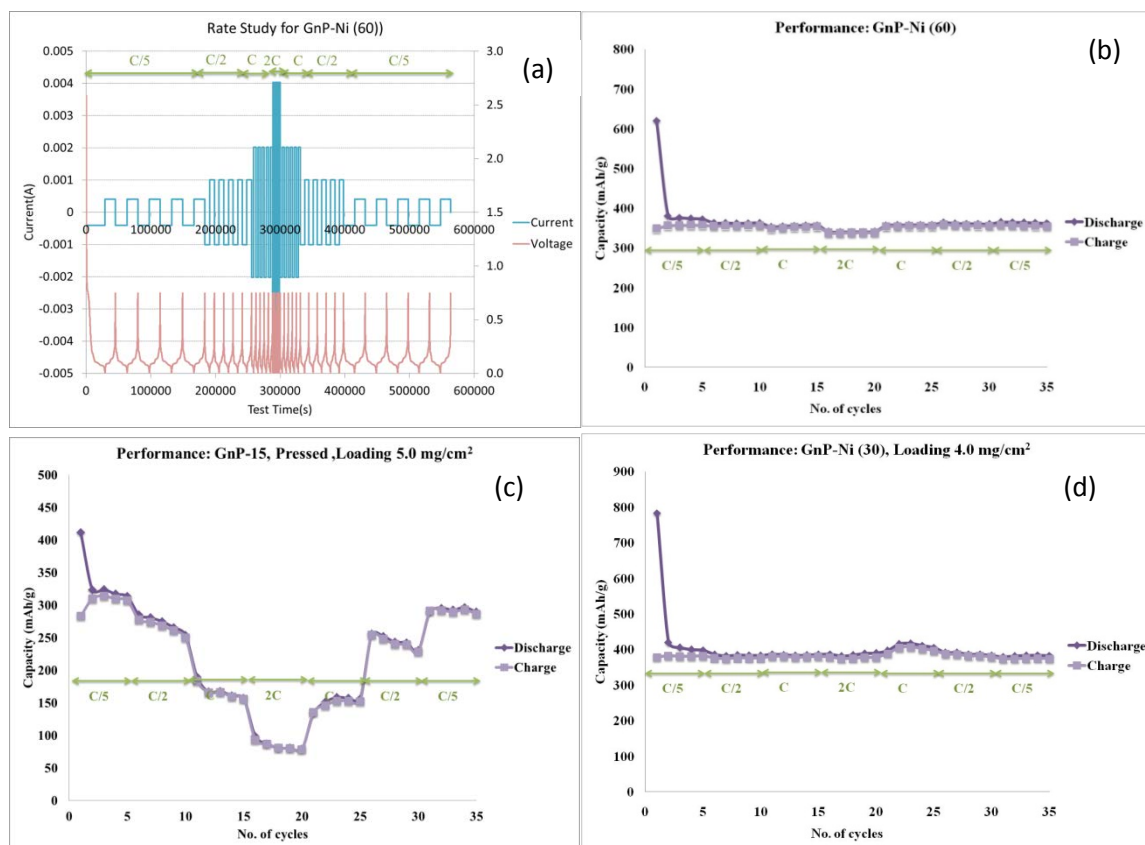 Rate Study for GnP-Ni (60))
(a)
C/5 C/2 C 2C C C/2 C/5
0.005 3.0
0.004 2.5
0.003
0.002 2.0
0.001
0 1.5
-0.001
-0.002 1.0
-0.003
0.5
-0.004
-0.005 0.0
0 100000 200000 300000 400000 500000 600000
Current(A)
Test Time(s)
Current
Voltage
Performance: GnP-Ni (60)
(b)
800
700
600
500
400
300
200
100
0
Capacity (mAh/g)
C/5 C/2 C 2C C C/2 C/5
0 5 10 15 20 25 30 35
No. of cycles
Discharge
Charge
Performance: GnP-15, Pressed ,Loading 5.0 mg/cm²
(c)
500
450
400
350
300
250
200
150
100
50
0
Capacity (mAh/g)
C/5 C/2 C 2C C C/2 C/5
0 5 10 15 20 25 30 35
No. of cycles
Discharge
Charge
Performance: GnP-Ni (30), Loading 4.0 mg/cm²
(d)
900
800
700
600
500
400
300
200
100
0
Capacity (mAh/g)
C/5 C/2 C 2C C C/2 C/5
0 5 10 15 20 25 30 35
No. of cycles
Discharge
Charge